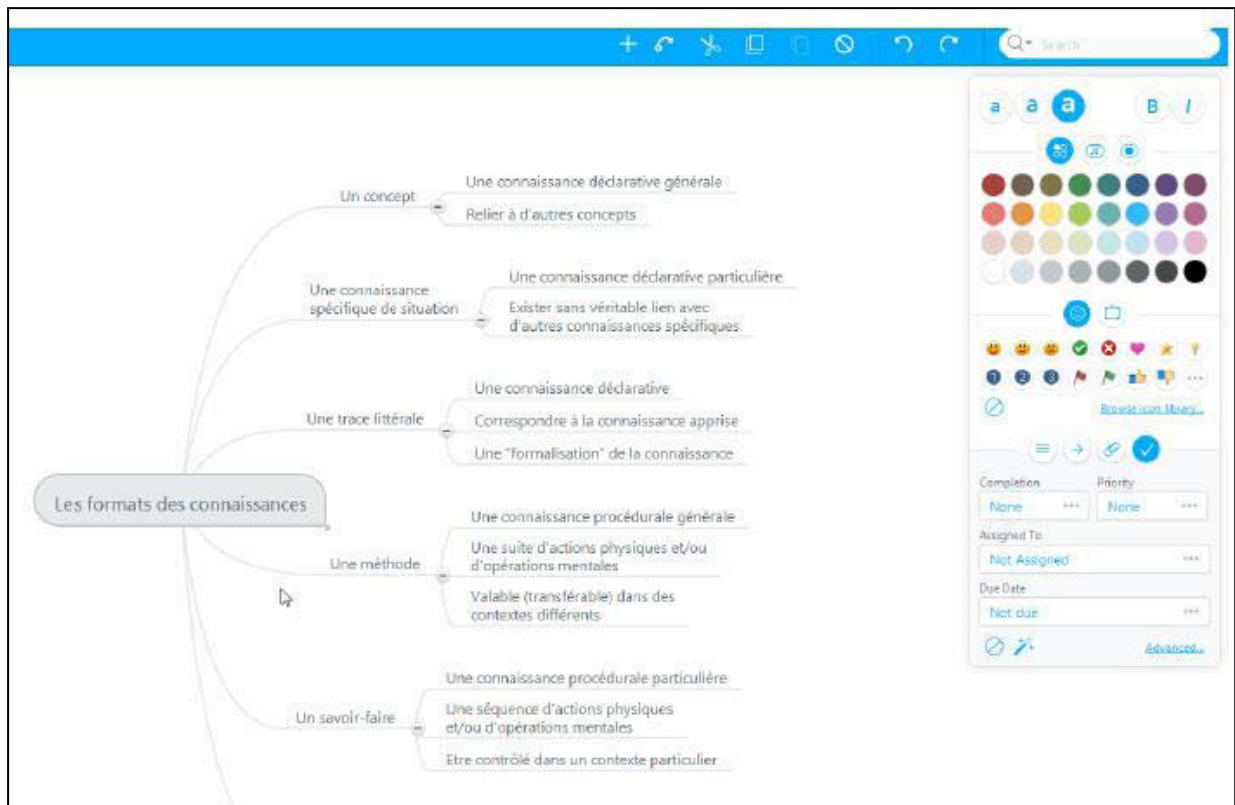 Search
a a a B I
Un concept
Une connaissance déclarative générale
Relier à d'autres concepts
Une connaissance
spécifique de situation
Une connaissance déclarative particulière
Exister sans véritable lien avec
d'autres connaissances spécifiques
Une trace littérale
Une connaissance déclarative
Correspondre à la connaissance apprise
Une "formalisation" de la connaissance
Les formats des connaissances
Une méthode
Une connaissance procédurale générale
Une suite d'actions physiques et/ou
d'opérations mentales
Valable (transférable) dans des
contextes différents
Un savoir-faire
Une connaissance procédurale particulière
Une séquence d'actions physiques
et/ou d'opérations mentales
Etre contrôlé dans un contexte particulier
1 2 3
Browse icon library...
Completion Priority
None ... None ...
Assigned To
Not Assigned ...
Due Date
Not due ...
Advanced...